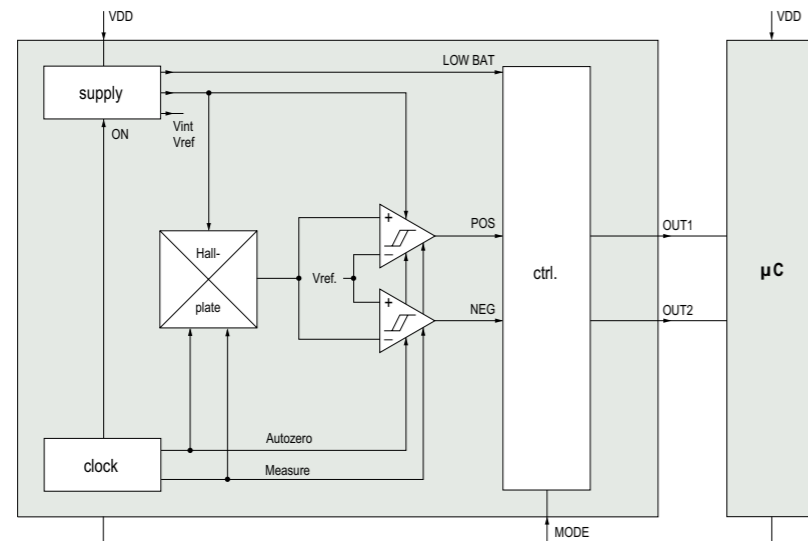 VDD
VDD
LOW BAT
supply
Vint
Vref
ON
Hall-
plate
+
−
Vref.
+
−
POS
NEG
ctrl.
OUT1
OUT2
µC
Autozero
Measure
clock
MODE